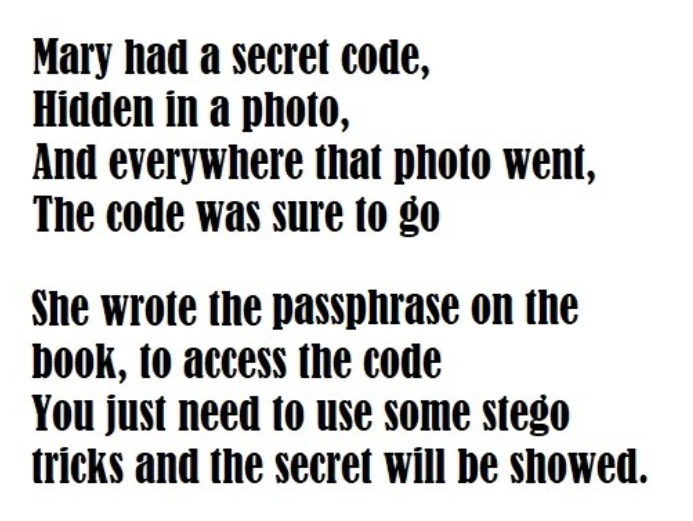 Mary had a secret code,
Hidden in a photo,
And everywhere that photo went,
The code was sure to go
She wrote the passphrase on the
book, to access the code
You just need to use some stego
tricks and the secret will be showed.